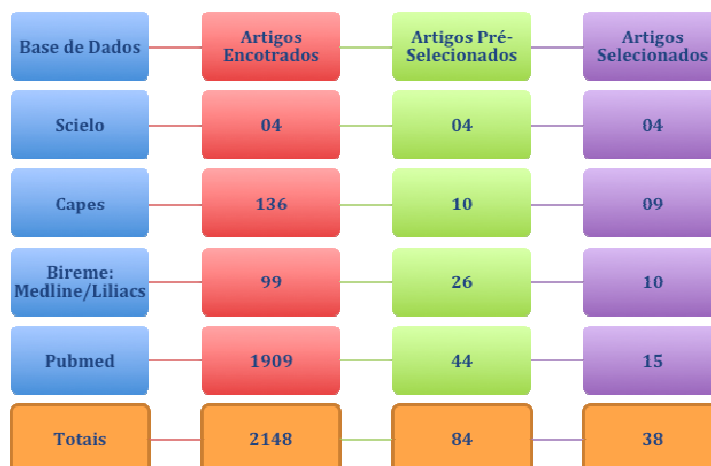 Base de Dados
Artigos
Encotrados
Artigos Pré-
Selecionados
Artigos
Selecionados
Scielo
04
04
04
Capes
136
10
09
Bireme:
Medline/Liliacs
99
26
10
Pubmed
1909
44
15
Totais
2148
84
38